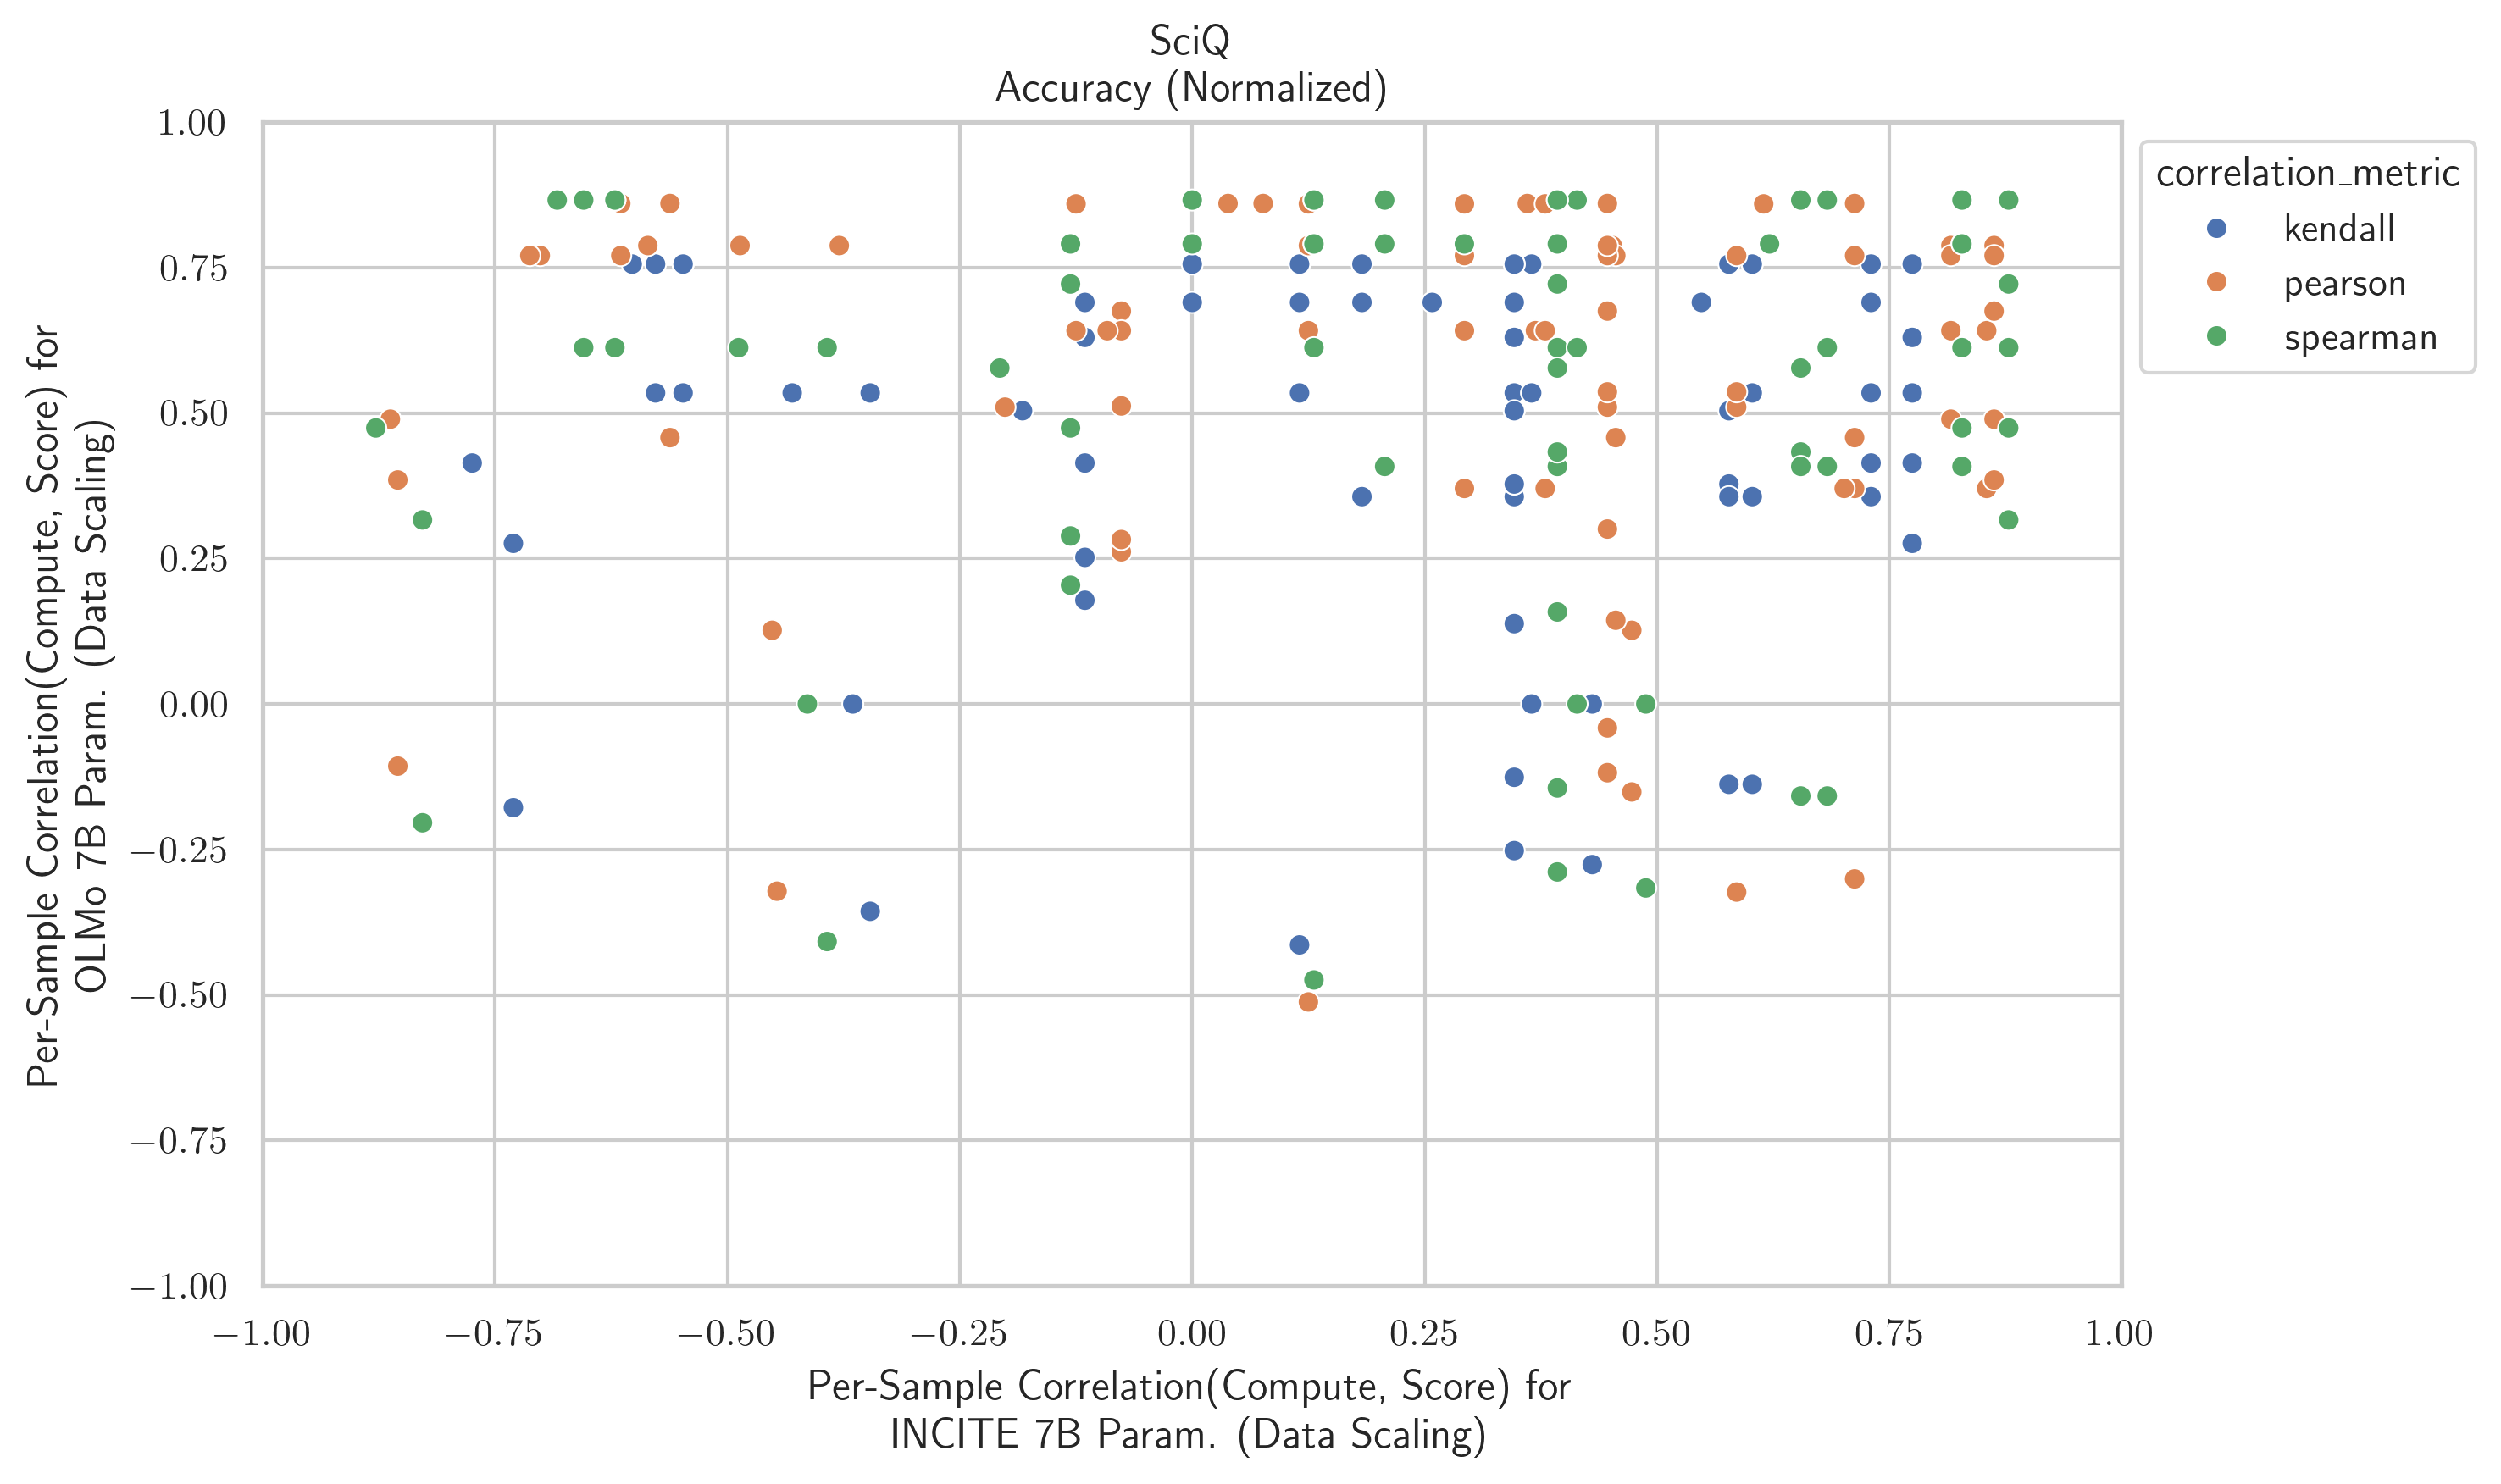 SciQ
Accuracy (Normalized)
1.00
0.75
0.50
0.25
0.00
−0.25
−0.50
−0.75
−1.00
Per-Sample Correlation(Compute, Score) for
OLMo 7B Param. (Data Scaling)
−1.00 −0.75 −0.50 −0.25 0.00 0.25 0.50 0.75 1.00
Per-Sample Correlation(Compute, Score) for
INCITE 7B Param. (Data Scaling)
correlation_metric
kendall
pearson
spearman